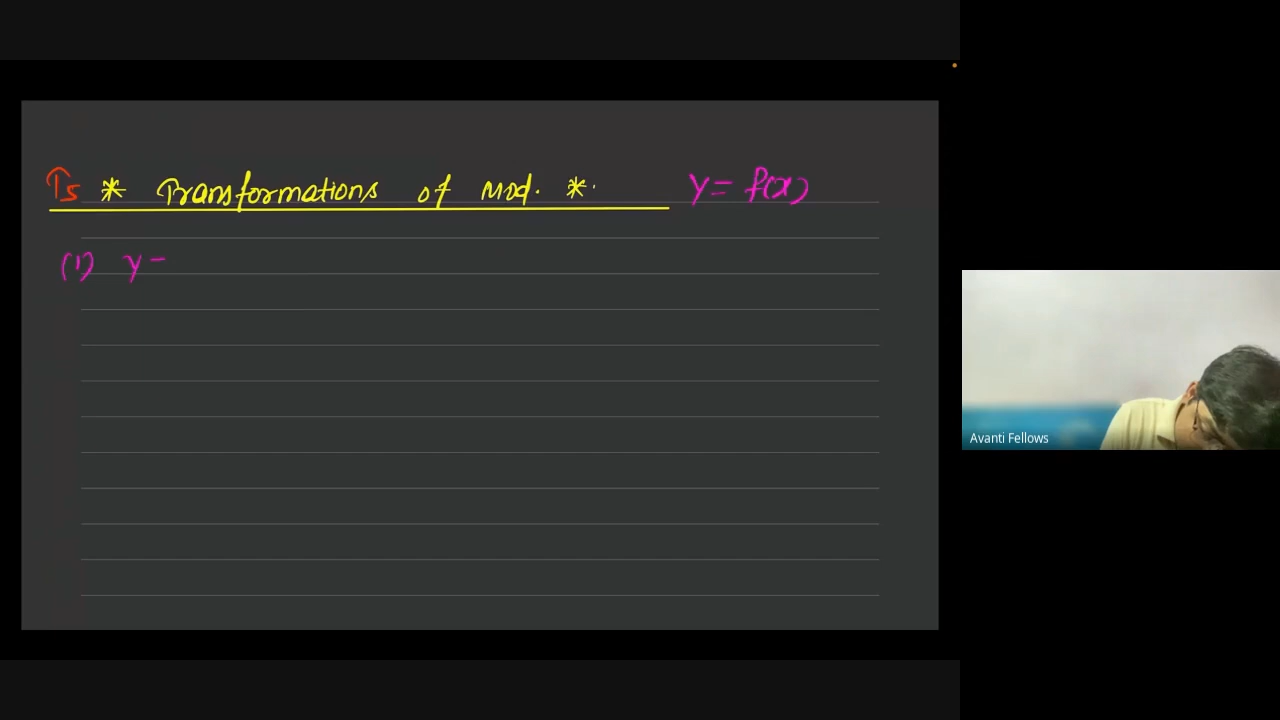 T5 * Transformations of Mod. * y = f(x)
(1) y =
Avanti Fellows